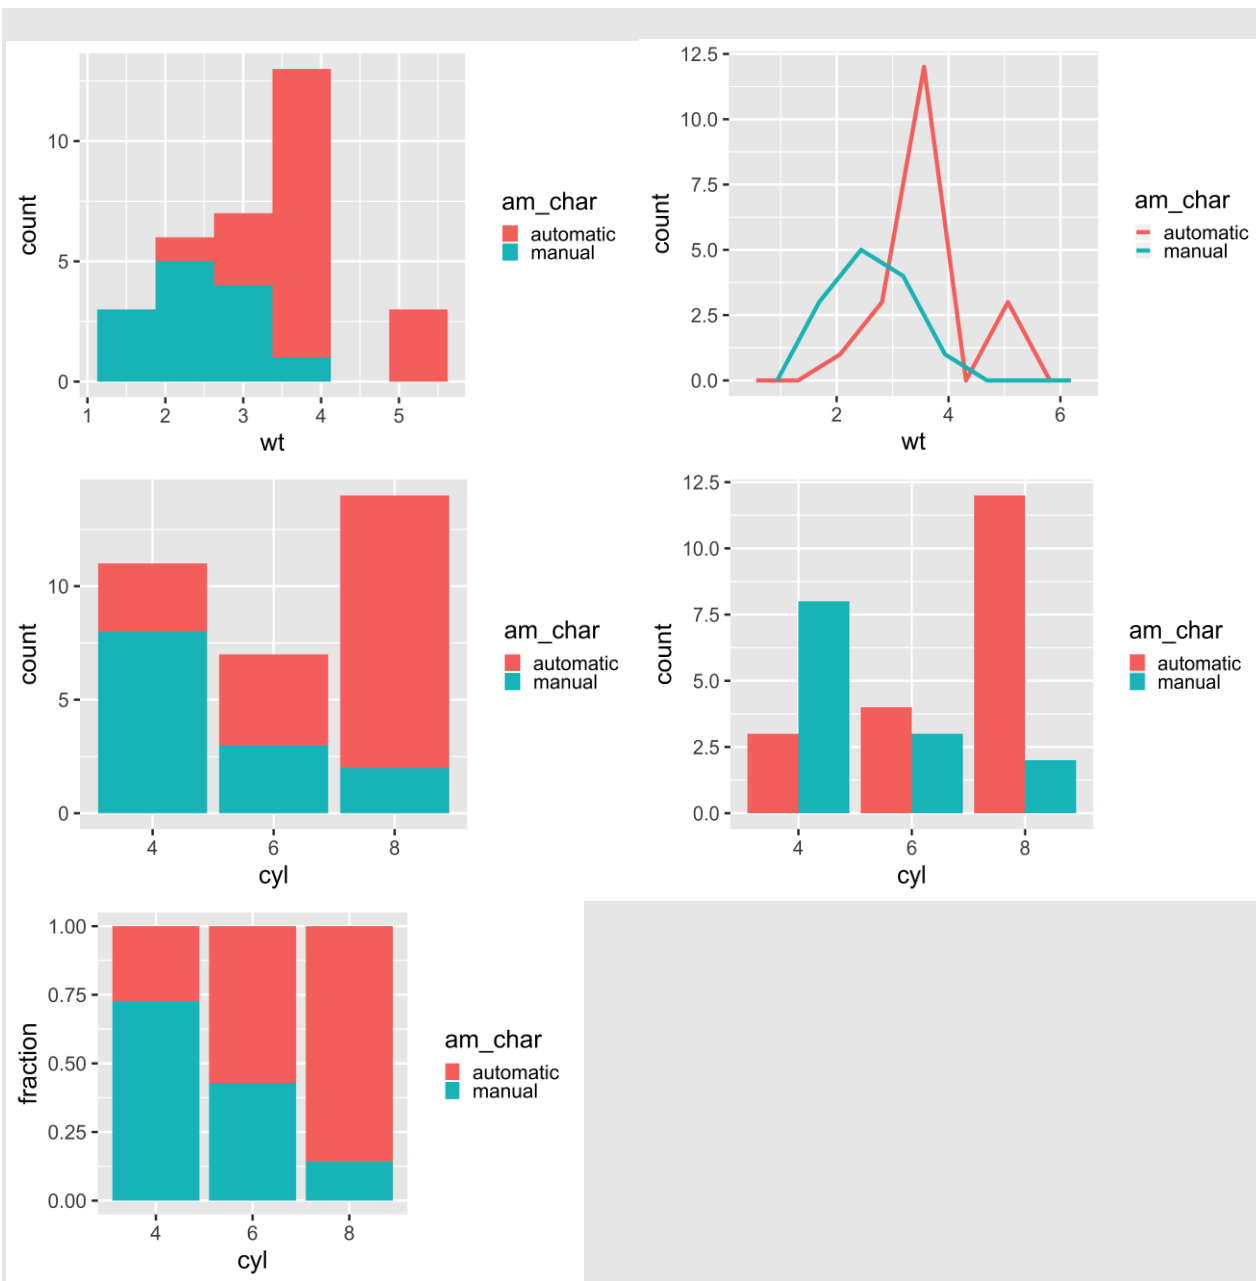 10
5
0
count
1 2 3 4 5
wt
am_char
automatic
manual
12.5
10.0
7.5
5.0
2.5
0.0
count
2 4 6
wt
am_char
automatic
manual
10
5
0
count
4 6 8
cyl
am_char
automatic
manual
12.5
10.0
7.5
5.0
2.5
0.0
count
4 6 8
cyl
am_char
automatic
manual
1.00
0.75
0.50
0.25
0.00
fraction
4 6 8
cyl
am_char
automatic
manual